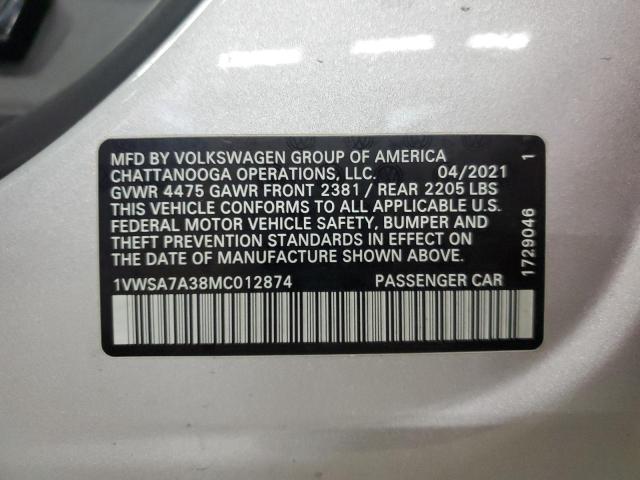 MFD BY VOLKSWAGEN GROUP OF AMERICA
CHATTANOOGA OPERATIONS, LLC. 04/2021
GVWR 4475 GAWR FRONT 2381 / REAR 2205 LBS
THIS VEHICLE CONFORMS TO ALL APPLICABLE U.S.
FEDERAL MOTOR VEHICLE SAFETY, BUMPER AND
THEFT PREVENTION STANDARDS IN EFFECT ON
THE DATE OF MANUFACTURE SHOWN ABOVE.
1VWSA7A38MC012874 PASSENGER CAR
1729046 1